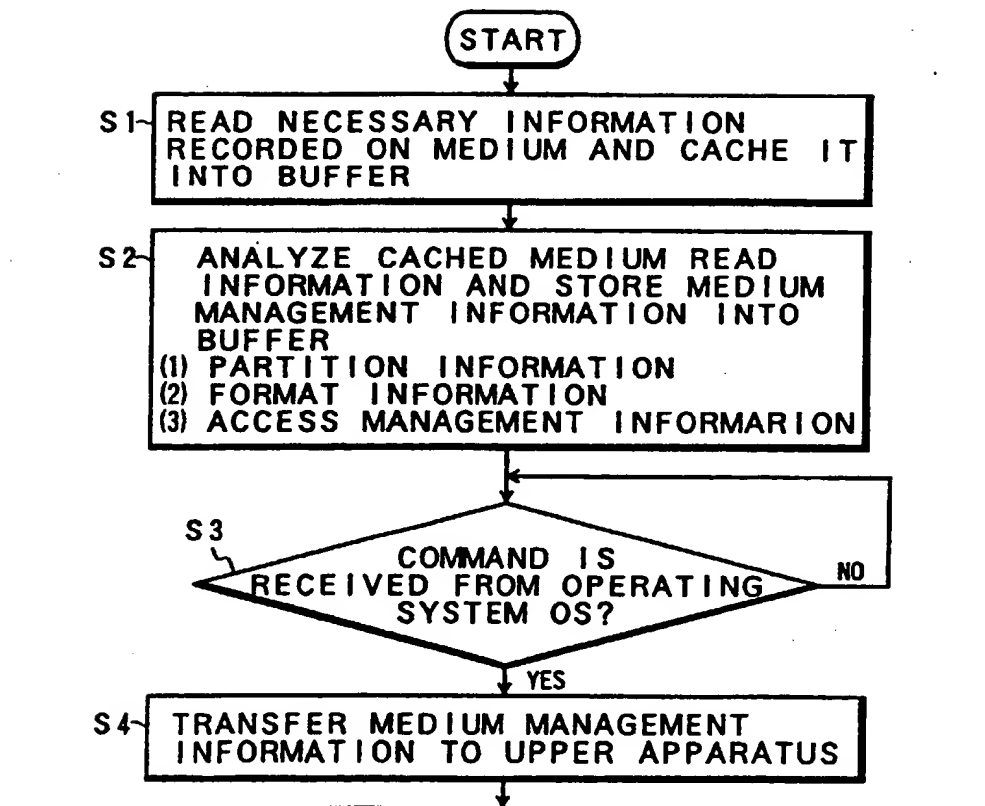 START
S1 READ NECESSARY INFORMATION
RECORDED ON MEDIUM AND CACHE IT
INTO BUFFER
S2 ANALYZE CACHED MEDIUM READ
INFORMATION AND STORE MEDIUM
MANAGEMENT INFORMATION INTO
BUFFER
(1) PARTITION INFORMATION
(2) FORMAT INFORMATION
(3) ACCESS MANAGEMENT INFORMARION
S3
COMMAND IS
RECEIVED FROM OPERATING
SYSTEM OS?
NO
YES
S4 TRANSFER MEDIUM MANAGEMENT
INFORMATION TO UPPER APPARATUS